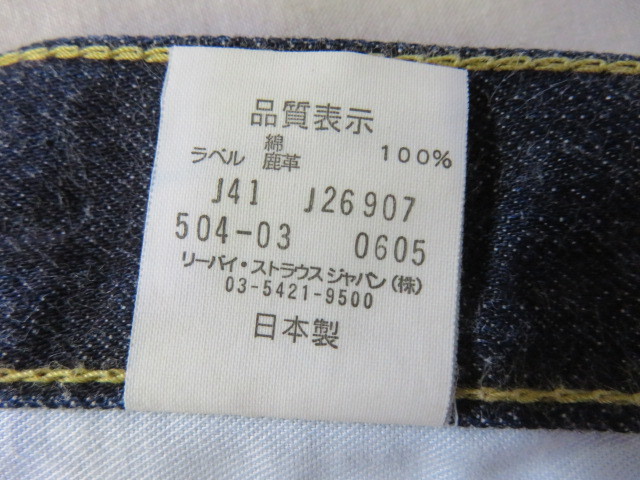 品質表示
綿 100%
ラベル 鹿革
J41 J26907
504-03 0605
リーバイ・ストラウスジャパン(株)
03-5421-9500
日本製